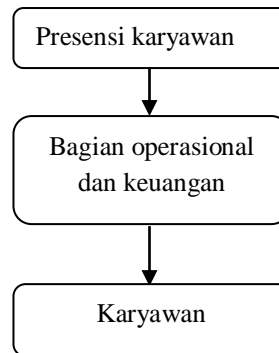 Presensi karyawan
Bagian operasional
dan keuangan
Karyawan